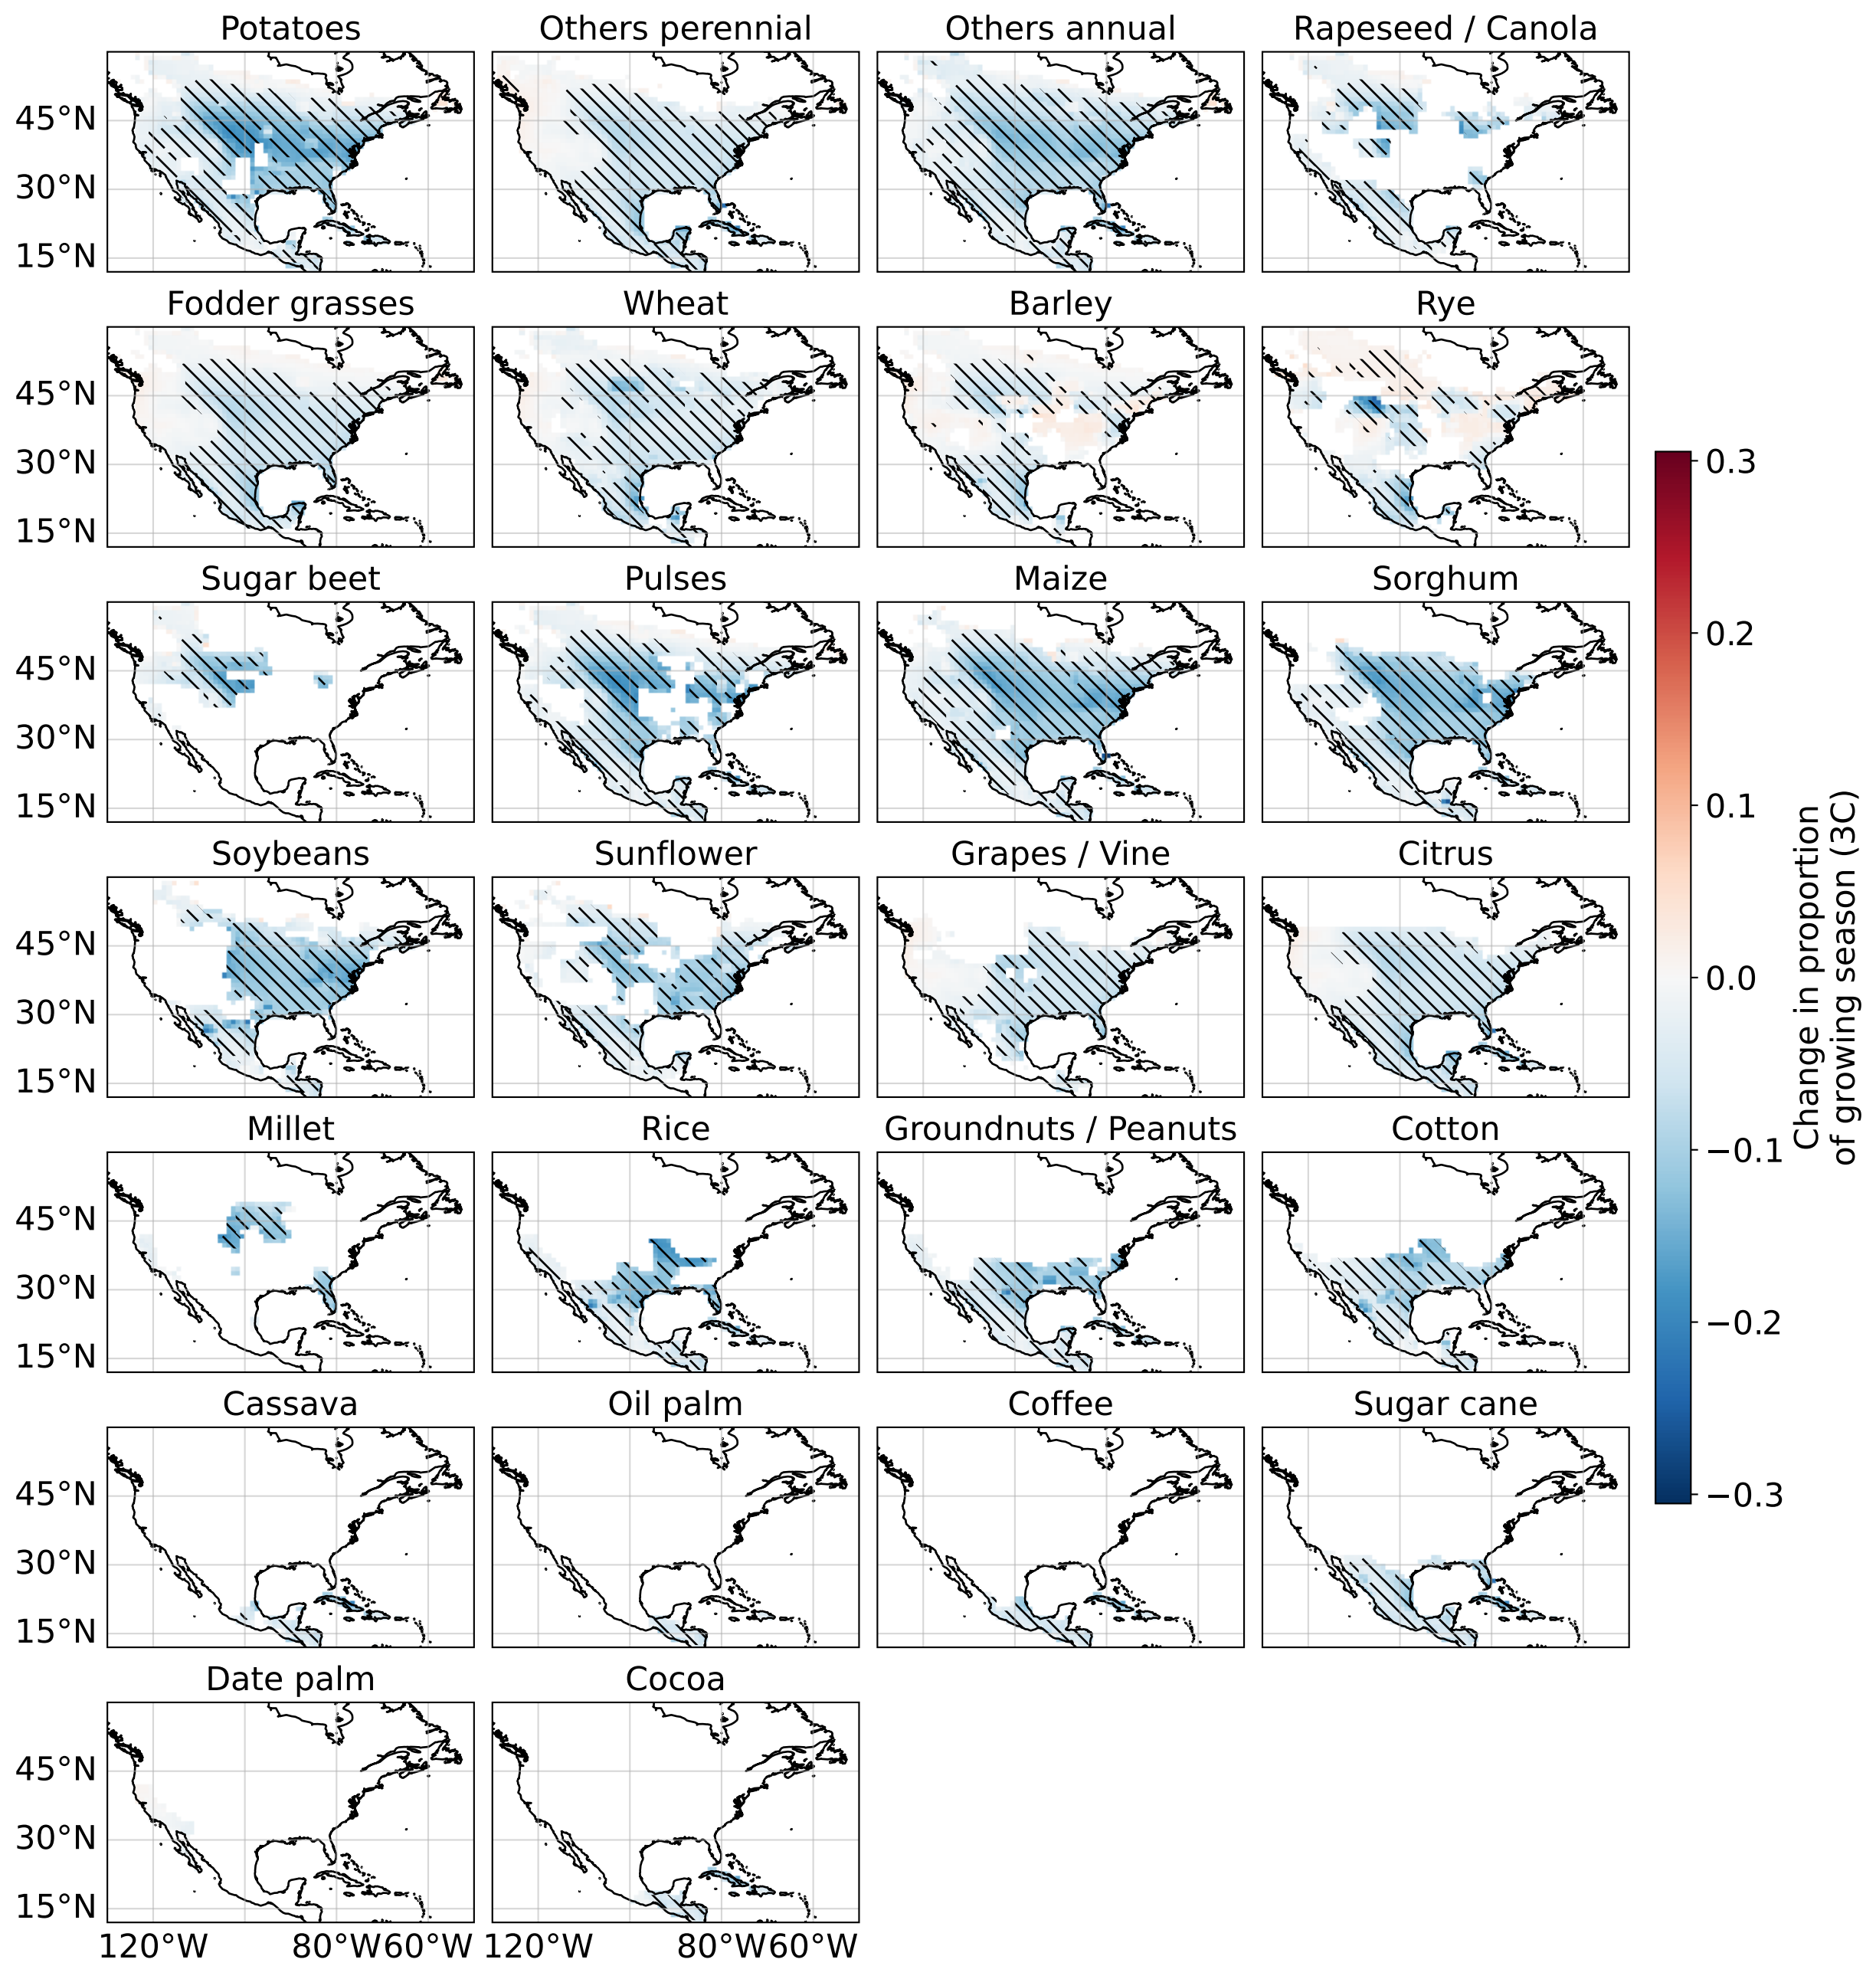 Potatoes
Others perennial
Others annual
Rapeseed / Canola
45°N
30°N
15°N
Fodder grasses
Wheat
Barley
Rye
45°N
30°N
15°N
Sugar beet
Pulses
Maize
Sorghum
45°N
30°N
15°N
Soybeans
Sunflower
Grapes / Vine
Citrus
45°N
30°N
15°N
Millet
Rice
Groundnuts / Peanuts
Cotton
45°N
30°N
15°N
Cassava
Oil palm
Coffee
Sugar cane
45°N
30°N
15°N
Date palm
Cocoa
45°N
30°N
15°N
120°W
80°W
60°W
120°W
80°W
60°W
0.3
0.2
0.1
0.0
−0.1
−0.2
−0.3
Change in proportion
of growing season (3C)